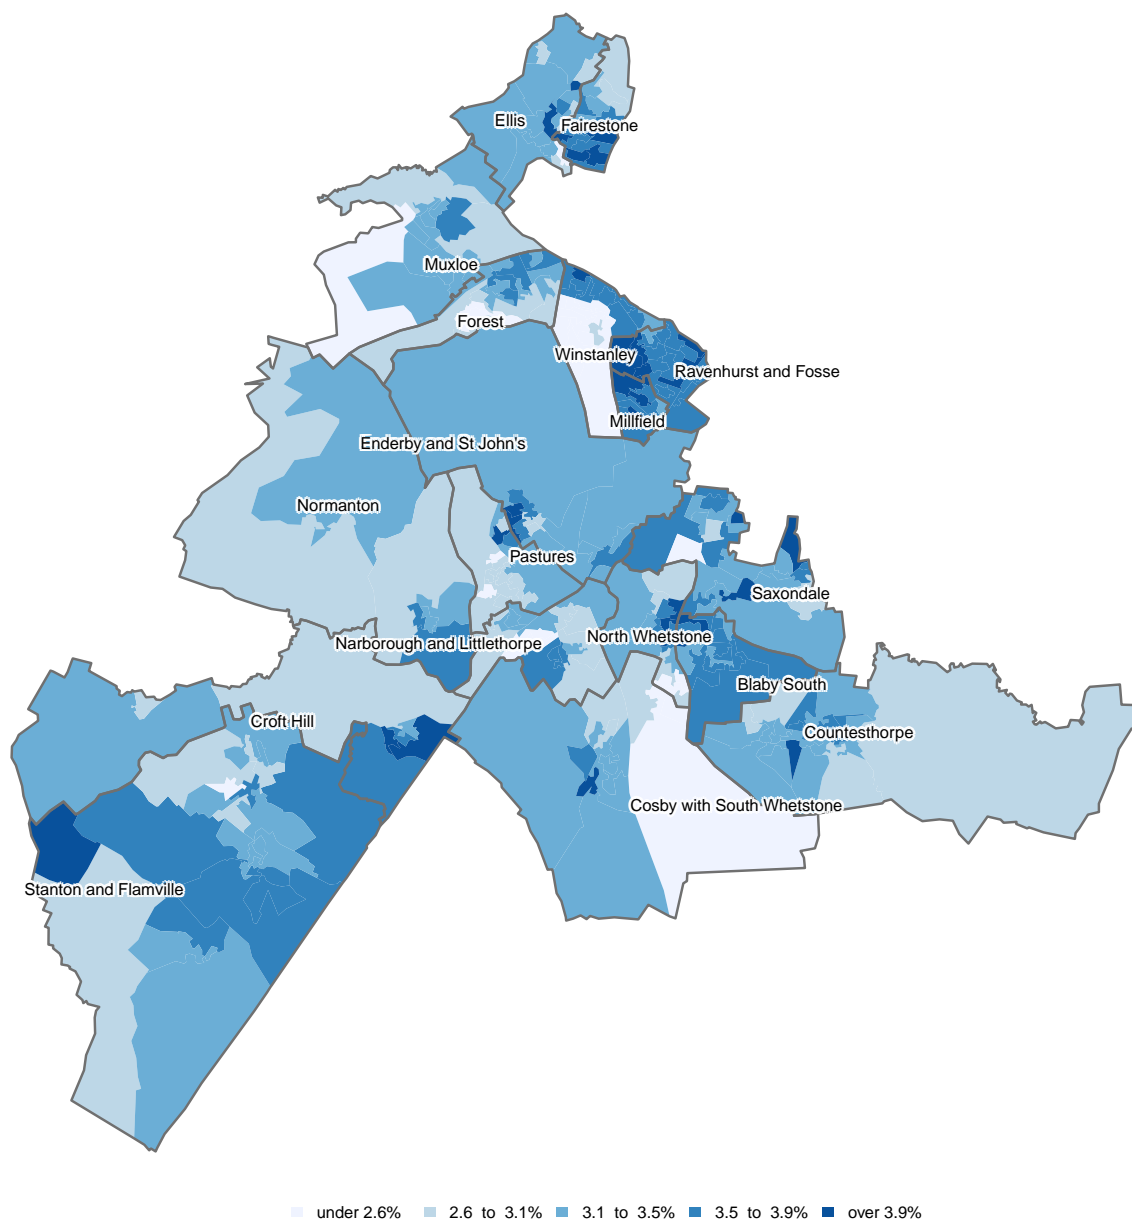 Ellis
Fairestone
Muxloe
Forest
Winstanley
Ravenhurst and Fosse
Millfield
Enderby and St John's
Normanton
Pastures
Saxondale
Narborough and Littlethorpe
North Whetstone
Blaby South
Croft Hill
Countesthorpe
Cosby with South Whetstone
Stanton and Flamville
under 2.6%
2.6 to 3.1%
3.1 to 3.5%
3.5 to 3.9%
over 3.9%